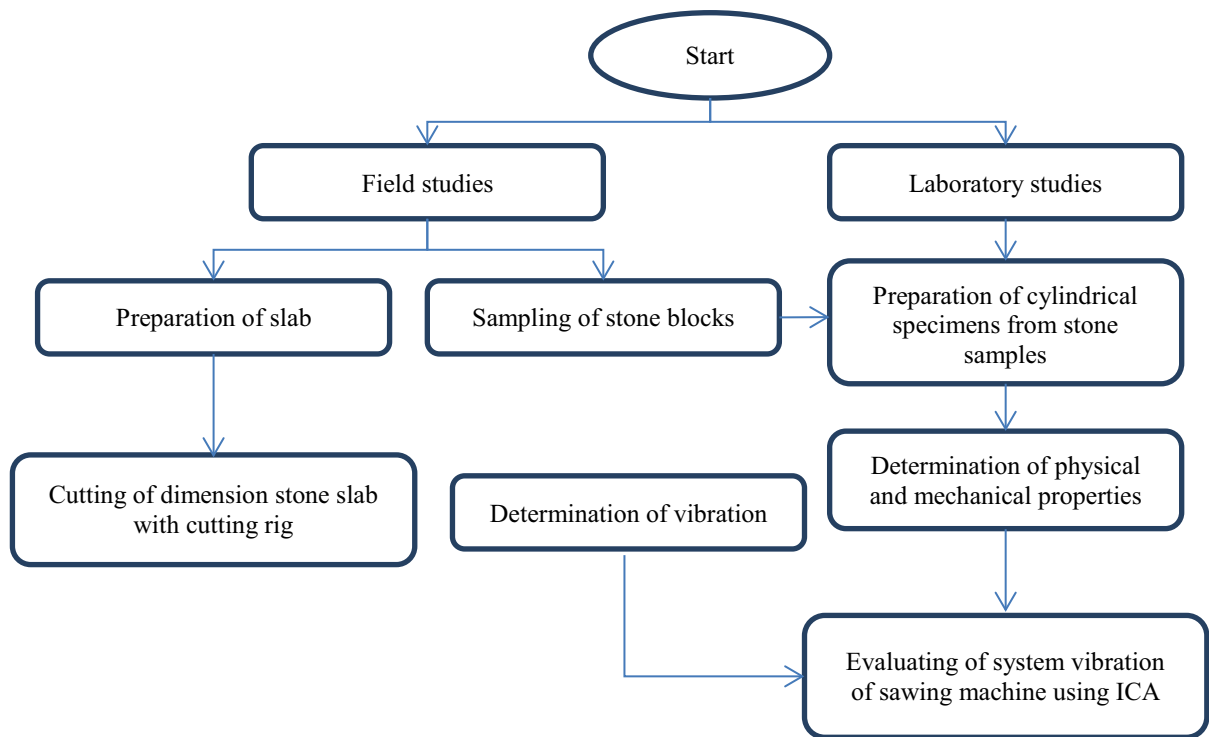 Start
Field studies
Laboratory studies
Preparation of slab
Sampling of stone blocks
Preparation of cylindrical
specimens from stone
samples
Cutting of dimension stone slab
with cutting rig
Determination of vibration
Determination of physical
and mechanical properties
Evaluating of system vibration
of sawing machine using ICA